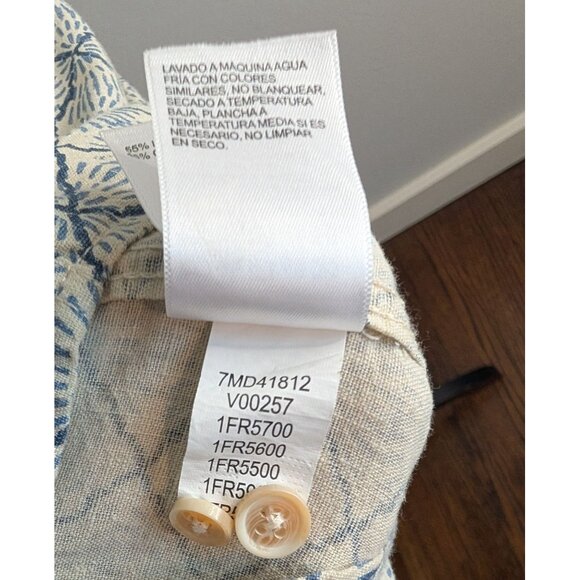 LAVADO A MÁQUINA AGUA
FRÍA CON COLORES
SIMILARES, NO BLANQUEAR,
SECADO A TEMPERATURA
BAJA, PLANCHA A
TEMPERATURA MEDIA SI ES
NECESARIO, NO LIMPIAR
EN SECO.
55%
7MD41812
V00257
1FR5700
1FR5600
1FR5500